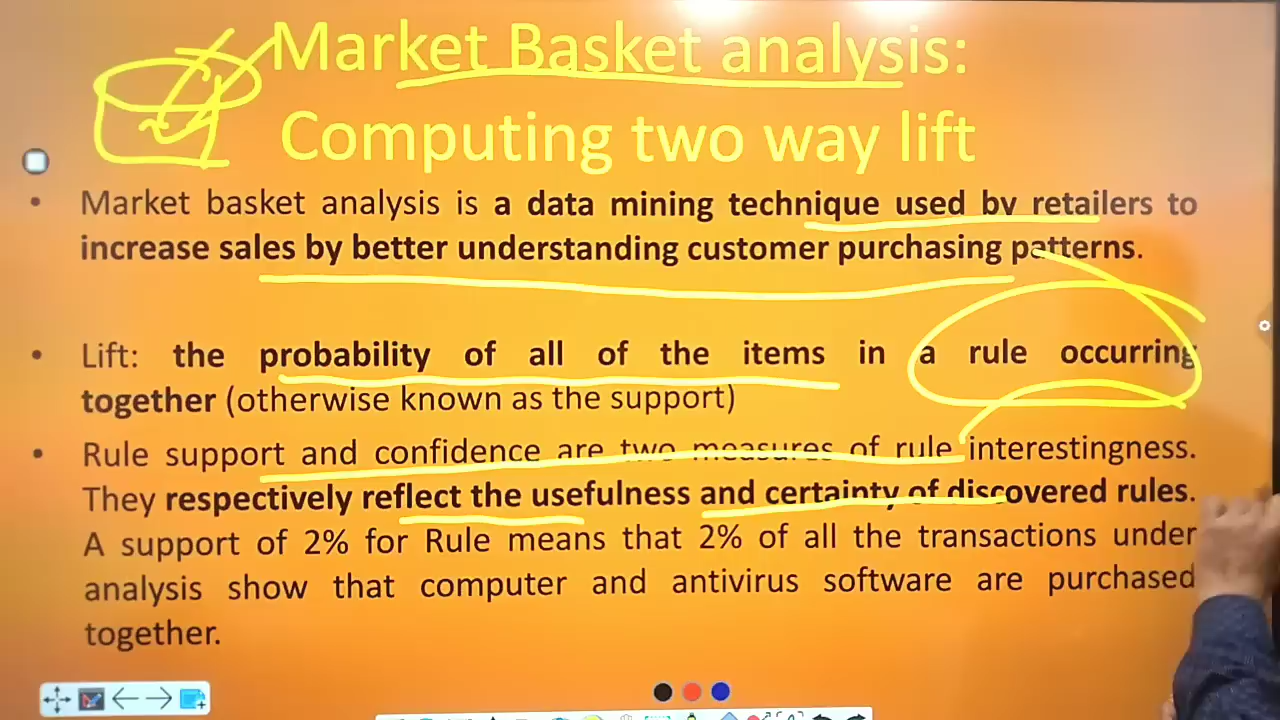 Market Basket analysis:
Computing two way lift
• Market basket analysis is a data mining technique used by retailers to
increase sales by better understanding customer purchasing patterns.
• Lift: the probability of all of the items in a rule occurring
together (otherwise known as the support)
• Rule support and confidence are two measures of rule interestingness.
They respectively reflect the usefulness and certainty of discovered rules.
A support of 2% for Rule means that 2% of all the transactions under
analysis show that computer and antivirus software are purchased
together.